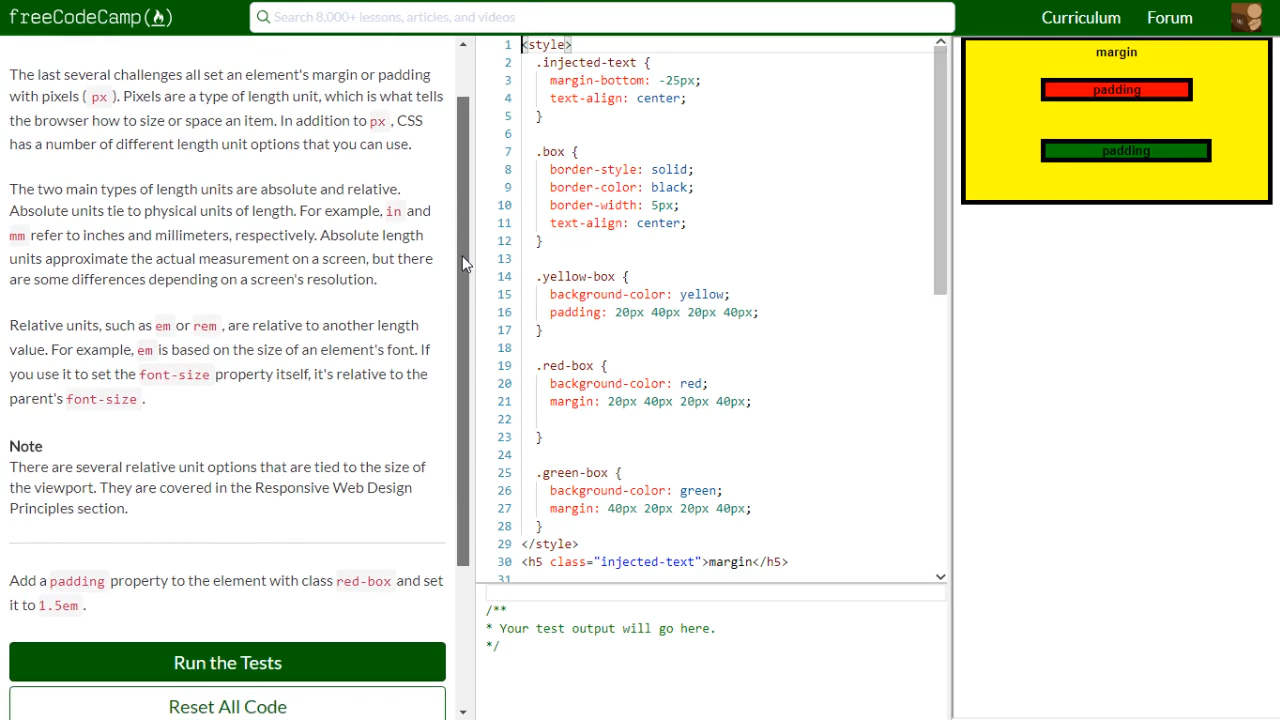 freeCodeCamp
Search 8,000+ lessons, articles, and videos
Curriculum
Forum
The last several challenges all set an element's margin or padding
with pixels ( px ). Pixels are a type of length unit, which is what tells
the browser how to size or space an item. In addition to px , CSS
has a number of different length unit options that you can use.
The two main types of length units are absolute and relative.
Absolute units tie to physical units of length. For example, in and
mm refer to inches and millimeters, respectively. Absolute length
units approximate the actual measurement on a screen, but there
are some differences depending on a screen's resolution.
Relative units, such as em or rem , are relative to another length
value. For example, em is based on the size of an element's font. If
you use it to set the font-size property itself, it's relative to the
parent's font-size .
Note
There are several relative unit options that are tied to the size of
the viewport. They are covered in the Responsive Web Design
Principles section.
Add a padding property to the element with class red-box and set
it to 1.5em .
Run the Tests
Reset All Code
1 <style>
2 .injected-text {
3 margin-bottom: -25px;
4 text-align: center;
5 }
6
7 .box {
8 border-style: solid;
9 border-color: black;
10 border-width: 5px;
11 text-align: center;
12 }
13
14 .yellow-box {
15 background-color: yellow;
16 padding: 20px 40px 20px 40px;
17 }
18
19 .red-box {
20 background-color: red;
21 margin: 20px 40px 20px 40px;
22
23 }
24
25 .green-box {
26 background-color: green;
27 margin: 40px 20px 20px 40px;
28 }
29 </style>
30 <h5 class="injected-text">margin</h5>
31
/**
* Your test output will go here.
*/
margin
padding
padding